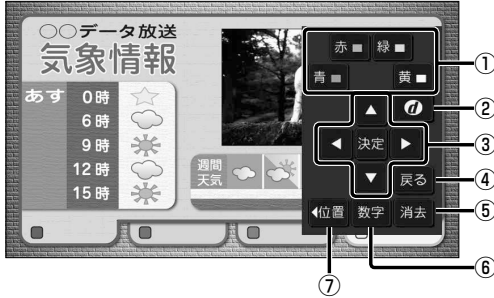 ○○データ放送
気象情報
あす 0時
6時
9時
12時
15時
週間
天気
赤 緑
青 黄
d
決定
戻る
位置 数字 消去
①
②
③
④
⑤
⑥
⑦